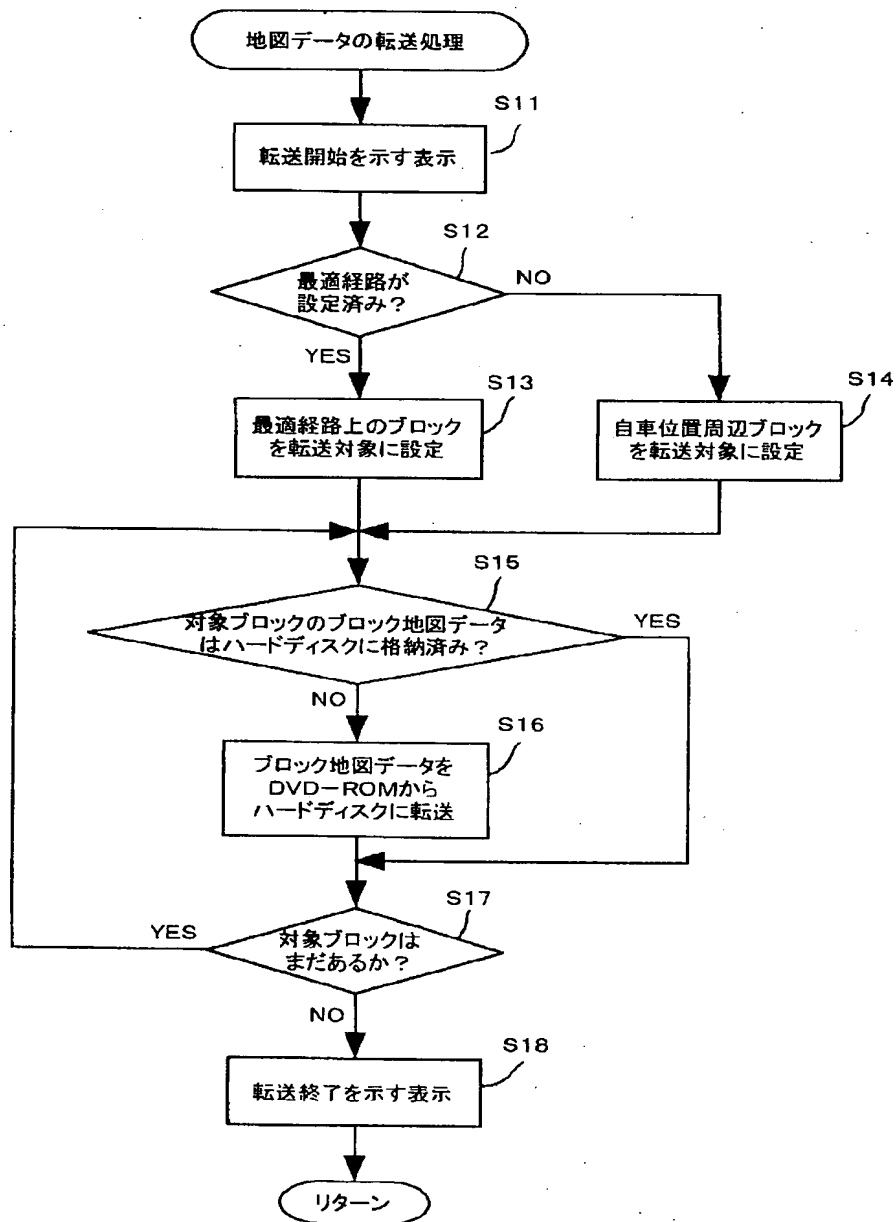 地図データの転送処理
S11
転送開始を示す表示
S12
最適経路が
設定済み？
NO
YES
S13
最適経路上のブロック
を転送対象に設定
S14
自車位置周辺ブロック
を転送対象に設定
S15
対象ブロックのブロック地図データ
はハードディスクに格納済み？
YES
NO
S16
ブロック地図データを
DVD－ROMから
ハードディスクに転送
S17
YES
対象ブロックは
まだあるか？
NO
S18
転送終了を示す表示
リターン